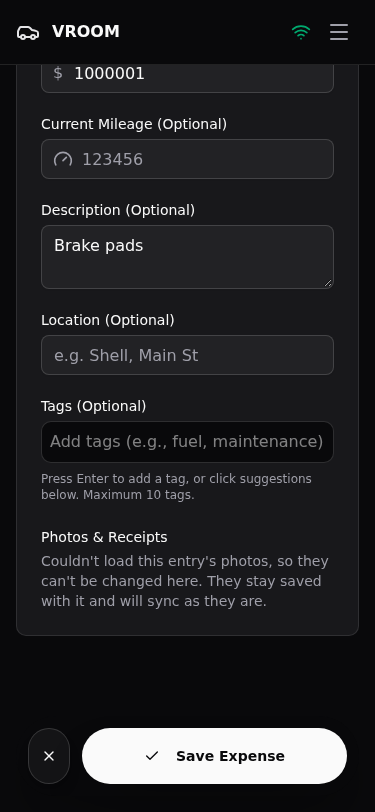 VROOM
$ 1000001
Current Mileage (Optional)
123456
Description (Optional)
Brake pads
Location (Optional)
e.g. Shell, Main St
Tags (Optional)
Add tags (e.g., fuel, maintenance)
Press Enter to add a tag, or click suggestions
below. Maximum 10 tags.
Photos & Receipts
Couldn't load this entry's photos, so they
can't be changed here. They stay saved
with it and will sync as they are.
Save Expense